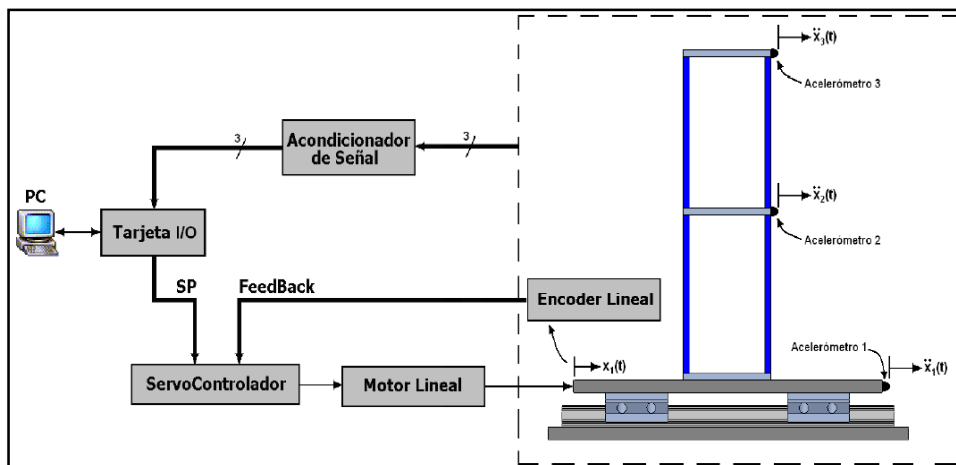 ẍ₃(t)
Acelerómetro 3
3
3
Acondicionador
de Señal
PC
Tarjeta I/O
ẍ₂(t)
Acelerómetro 2
SP
FeedBack
Encoder Lineal
Acelerómetro 1
x₁(t)
ẍ₁(t)
ServoControlador
Motor Lineal